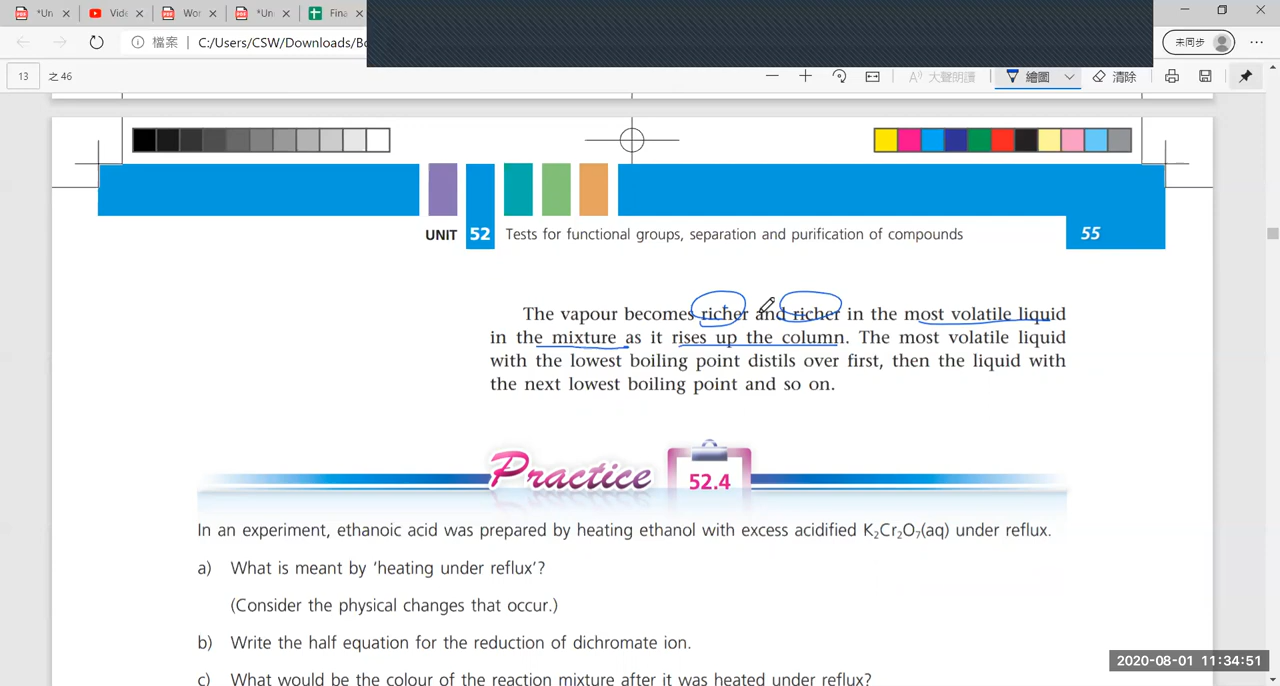 *Un
Vide
Wor
*Un
Fina
檔案
C:/Users/CSW/Downloads/Bo
未同步
13
之 46
大聲朗讀
繪圖
清除
UNIT 52 Tests for functional groups, separation and purification of compounds 55
The vapour becomes richer and richer in the most volatile liquid
in the mixture as it rises up the column. The most volatile liquid
with the lowest boiling point distils over first, then the liquid with
the next lowest boiling point and so on.
Practice 52.4
In an experiment, ethanoic acid was prepared by heating ethanol with excess acidified K₂Cr₂O₇(aq) under reflux.
a) What is meant by ‘heating under reflux’?
(Consider the physical changes that occur.)
b) Write the half equation for the reduction of dichromate ion.
c) What would be the colour of the reaction mixture after it was heated under reflux?
2020-08-01 11:34:51